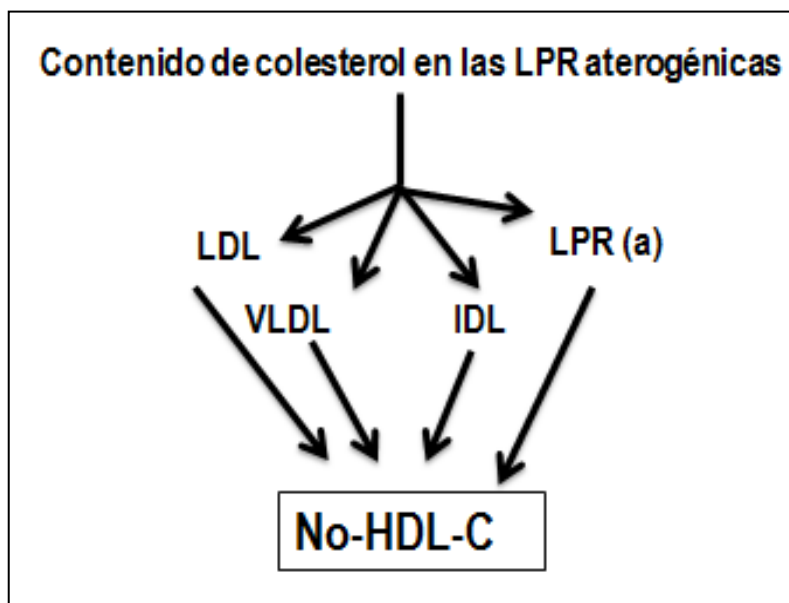 Contenido de colesterol en las LPR aterogénicas
LDL
LPR (a)
VLDL
IDL
No-HDL-C